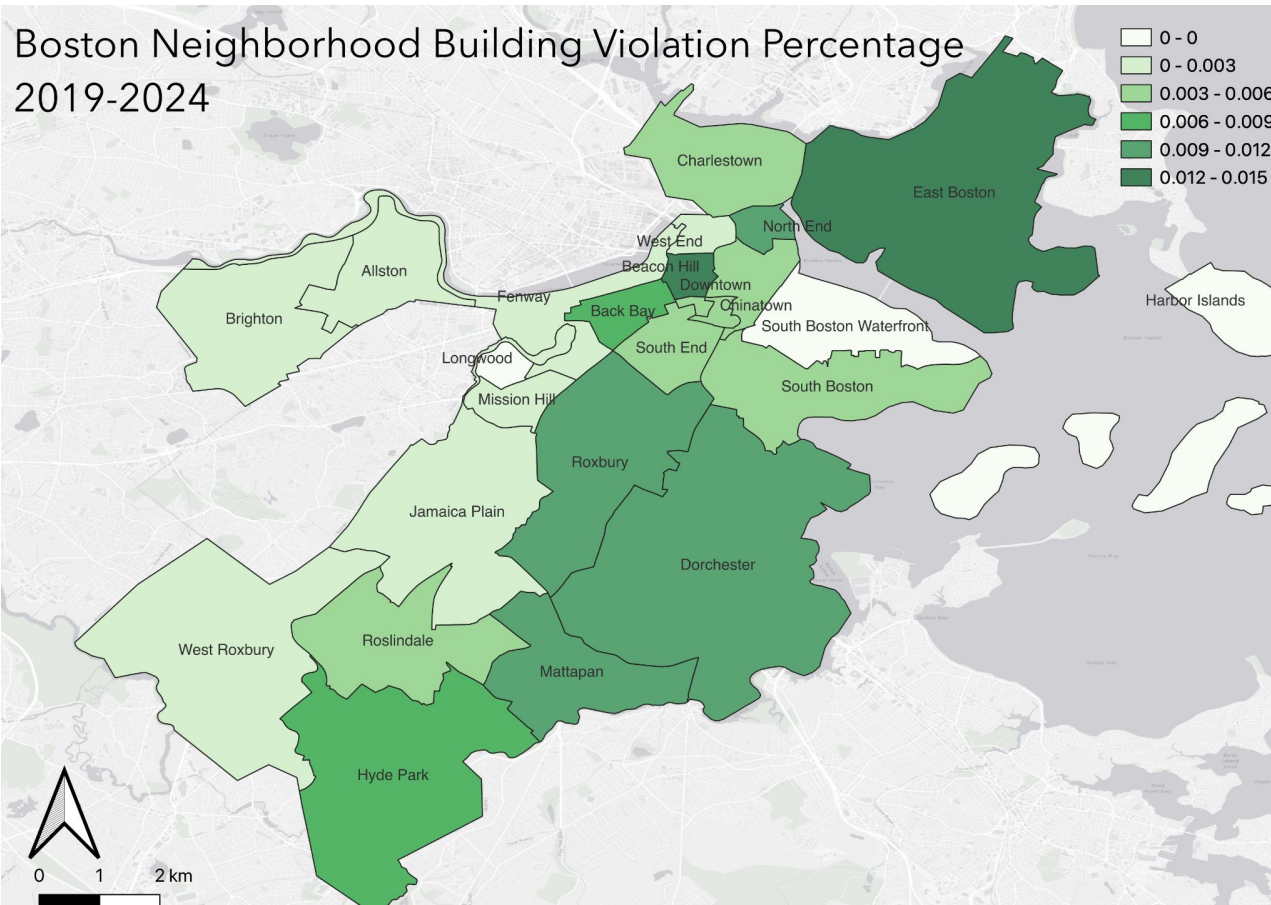 Boston Neighborhood Building Violation Percentage
2019-2024
0 - 0
0 - 0.003
0.003 - 0.006
0.006 - 0.009
0.009 - 0.012
0.012 - 0.015
Charlestown
East Boston
North End
West End
Beacon Hill
Allston
Downtown
Fenway
Chinatown
Harbor Islands
Back Bay
Brighton
South Boston Waterfront
South End
Longwood
South Boston
Mission Hill
Roxbury
Jamaica Plain
Dorchester
Roslindale
West Roxbury
Mattapan
Hyde Park
0 1 2 km